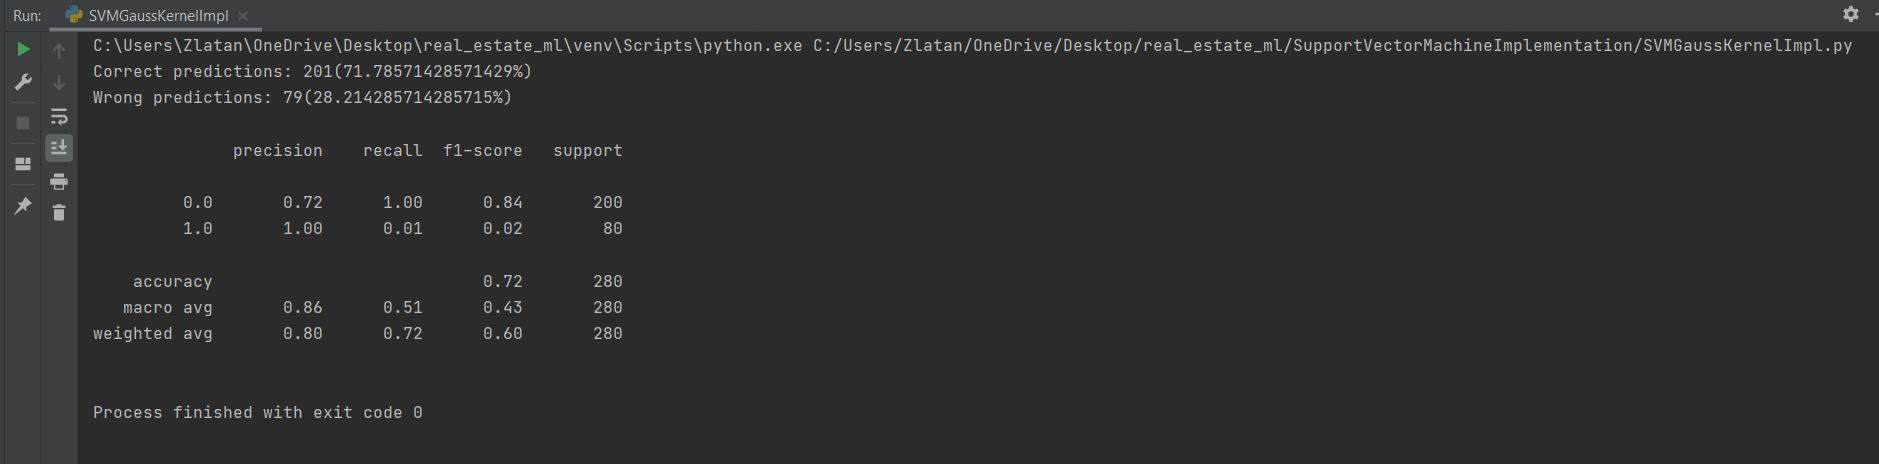 Run: SVMGaussKernelImpl
C:\Users\Zlatan\OneDrive\Desktop\real_estate_ml\venv\Scripts\python.exe C:/Users/Zlatan/OneDrive/Desktop/real_estate_ml/SupportVectorMachineImplementation/SVMGaussKernelImpl.py
Correct predictions: 201(71.78571428571429%)
Wrong predictions: 79(28.214285714285715%)
precision recall f1-score support
0.0 0.72 1.00 0.84 200
1.0 1.00 0.01 0.02 80
accuracy 0.72 280
macro avg 0.86 0.51 0.43 280
weighted avg 0.80 0.72 0.60 280
Process finished with exit code 0